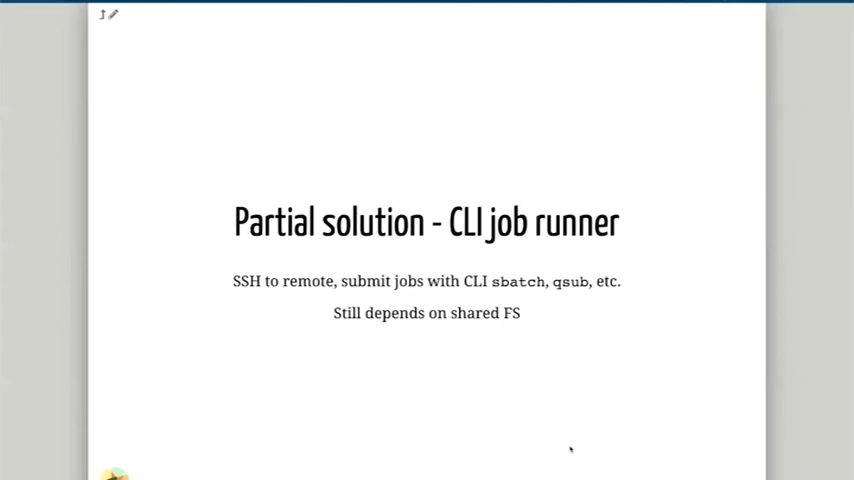 Partial solution - CLI job runner
SSH to remote, submit jobs with CLI sbatch, qsub, etc.
Still depends on shared FS